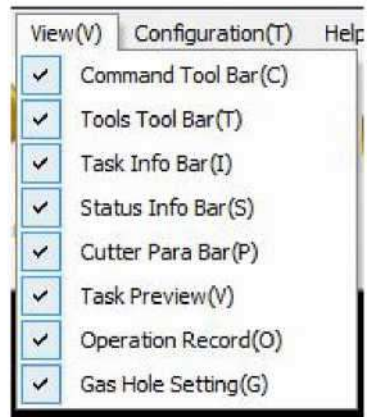 View(V) Configuration(T) Help
Command Tool Bar(C)
Tools Tool Bar(T)
Task Info Bar(I)
Status Info Bar(S)
Cutter Para Bar(P)
Task Preview(V)
Operation Record(O)
Gas Hole Setting(G)